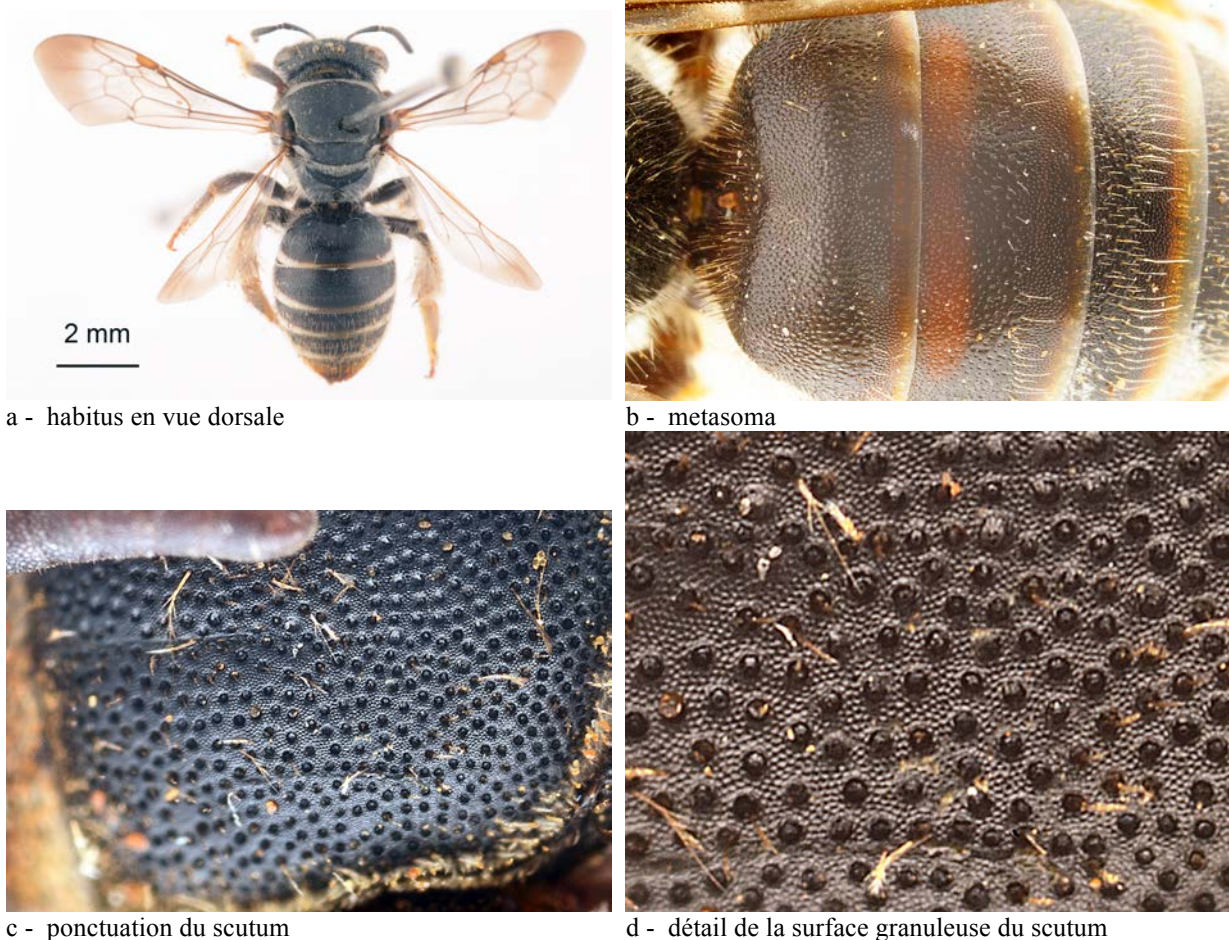 2 mm
a - habitus en vue dorsale
b - metasoma
c - ponctuation du scutum
d - détail de la surface granuleuse du scutum